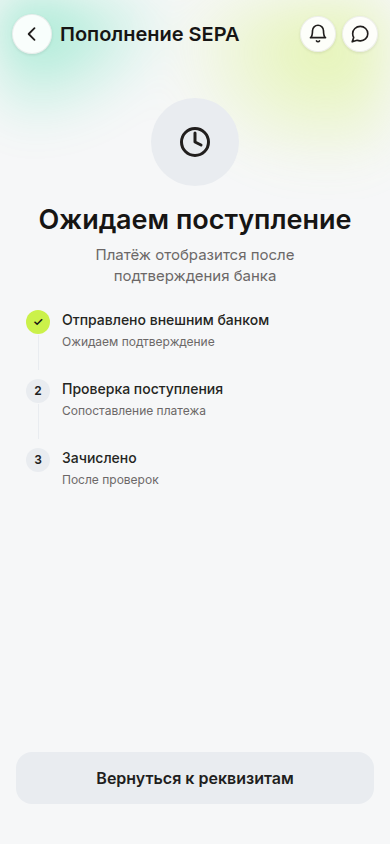 Пополнение SEPA
Ожидаем поступление
Платёж отобразится после
подтверждения банка
Отправлено внешним банком
Ожидаем подтверждение
2
Проверка поступления
Сопоставление платежа
3
Зачислено
После проверок
Вернуться к реквизитам